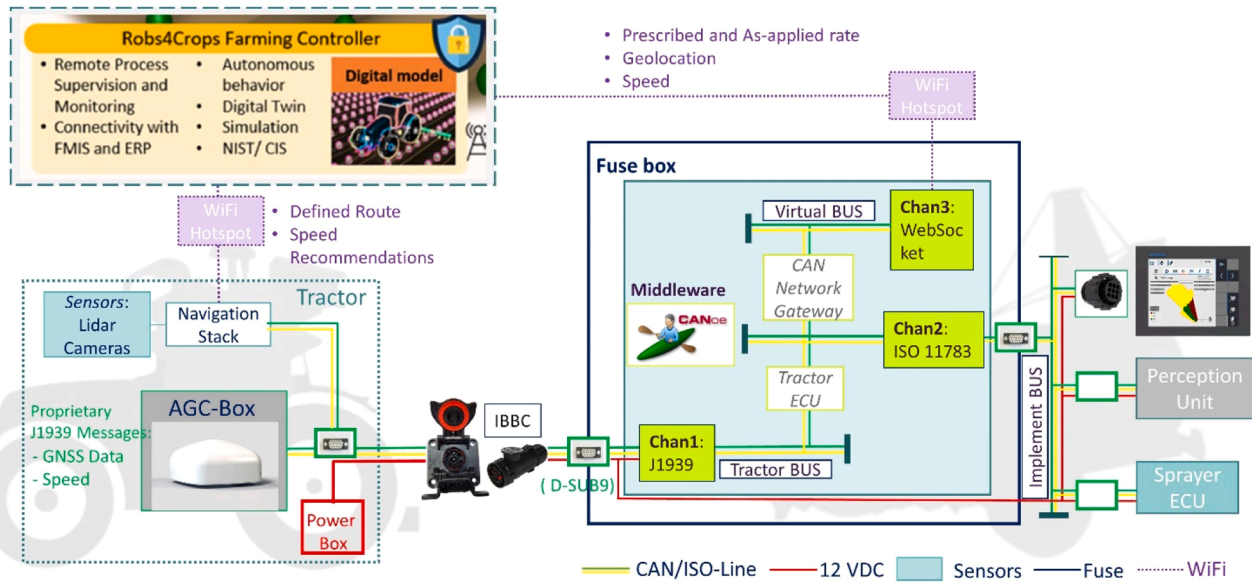 Robs4Crops Farming Controller
• Remote Process
Supervision and
Monitoring
• Connectivity with
FMIS and ERP
• Autonomous
behavior
• Digital Twin
• Simulation
• NIST/ CIS
Digital model
• Prescribed and As-applied rate
• Geolocation
• Speed
WiFi
Hotspot
WiFi
Hotspot
• Defined Route
• Speed
Recommendations
Fuse box
Virtual BUS
Chan3:
WebSoc
ket
CAN
Network
Gateway
Middleware
CANoe
Chan2:
ISO 11783
Tractor
ECU
Chan1:
J1939
Tractor BUS
Implement BUS
Tractor
Sensors:
Lidar
Cameras
Navigation
Stack
Proprietary
J1939 Messages:
- GNSS Data
- Speed
AGC-Box
Power
Box
IBBC
( D-SUB9)
Perception
Unit
Sprayer
ECU
CAN/ISO-Line
12 VDC
Sensors
Fuse
WiFi